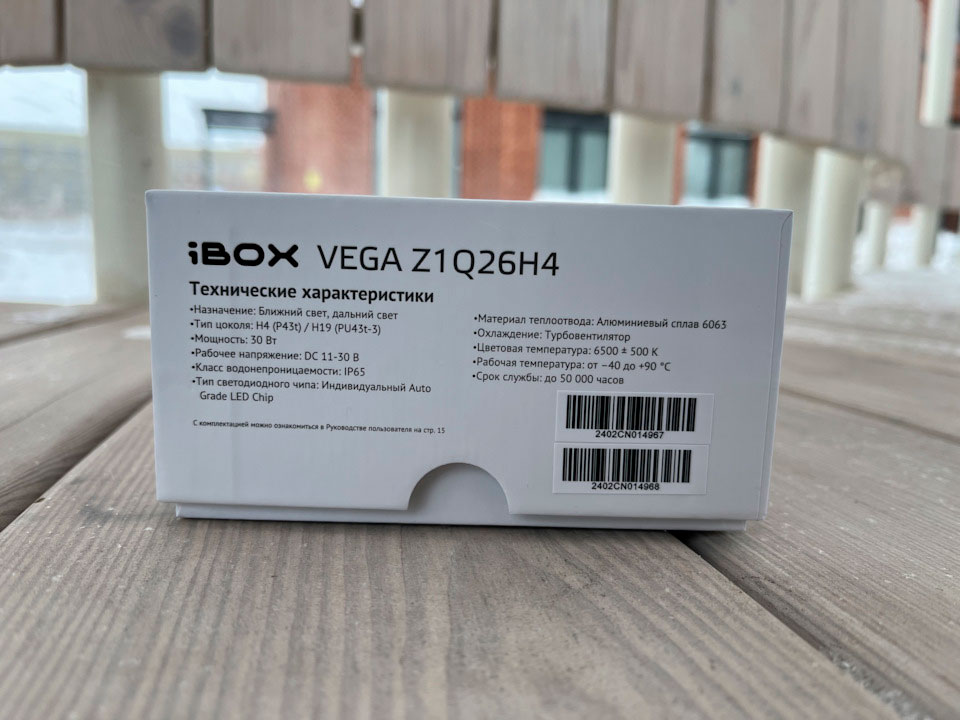 iBOX VEGA Z1Q26H4
Технические характеристики
•Назначение: Ближний свет, дальний свет
•Тип цоколя: H4 (P43t) / H19 (PU43t-3)
•Мощность: 30 Вт
•Рабочее напряжение: DC 11-30 В
•Класс водонепроницаемости: IP65
•Тип светодиодного чипа: Индивидуальный Auto
Grade LED Chip
С комплектацией можно ознакомиться в Руководстве пользователя на стр. 15
•Материал теплоотвода: Алюминиевый сплав 6063
•Охлаждение: Турбовентилятор
•Цветовая температура: 6500 ± 500 K
•Рабочая температура: от −40 до +90 °C
•Срок службы: до 50 000 часов
2402CN014967
2402CN014968